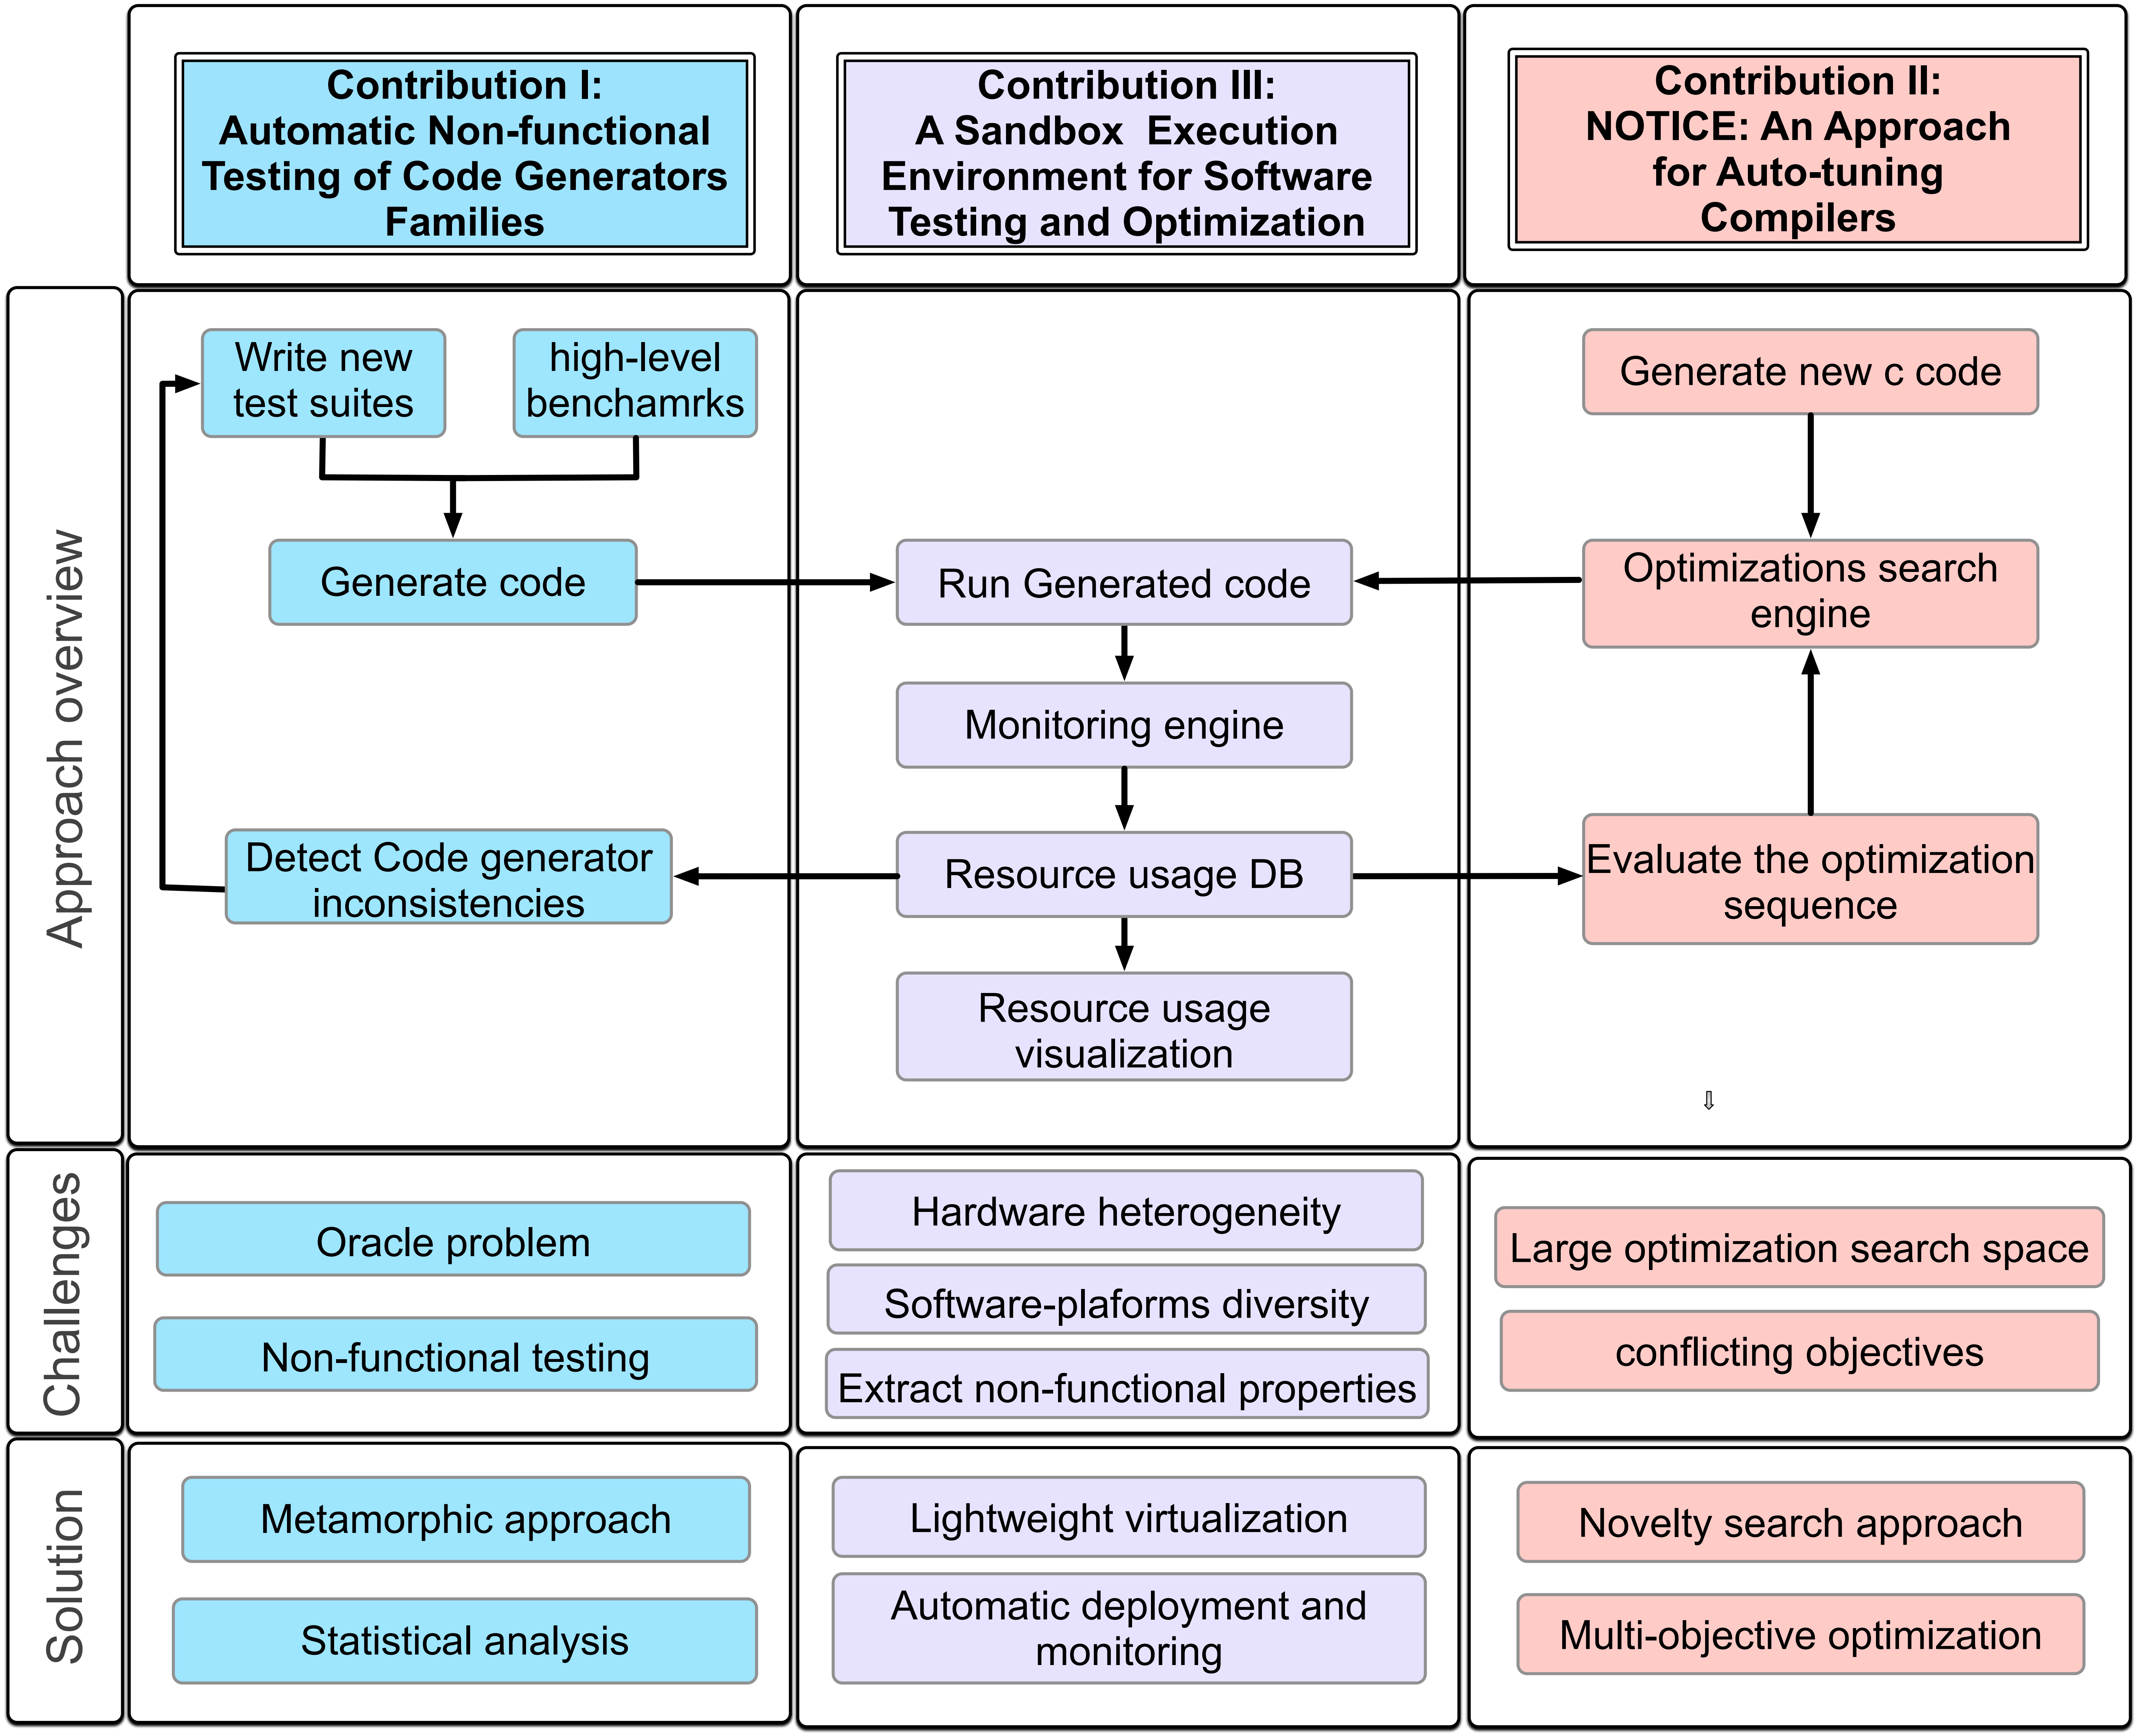 Contribution I:
Automatic Non-functional
Testing of Code Generators
Families
Contribution III:
A Sandbox Execution
Environment for Software
Testing and Optimization
Contribution II:
NOTICE: An Approach
for Auto-tuning
Compilers
Approach overview
Write new
test suites
high-level
benchamrks
Generate code
Detect Code generator
inconsistencies
Run Generated code
Monitoring engine
Resource usage DB
Resource usage
visualization
Generate new c code
Optimizations search
engine
Evaluate the optimization
sequence
Challenges
Oracle problem
Non-functional testing
Hardware heterogeneity
Software-plaforms diversity
Extract non-functional properties
Large optimization search space
conflicting objectives
Solution
Metamorphic approach
Statistical analysis
Lightweight virtualization
Automatic deployment and
monitoring
Novelty search approach
Multi-objective optimization